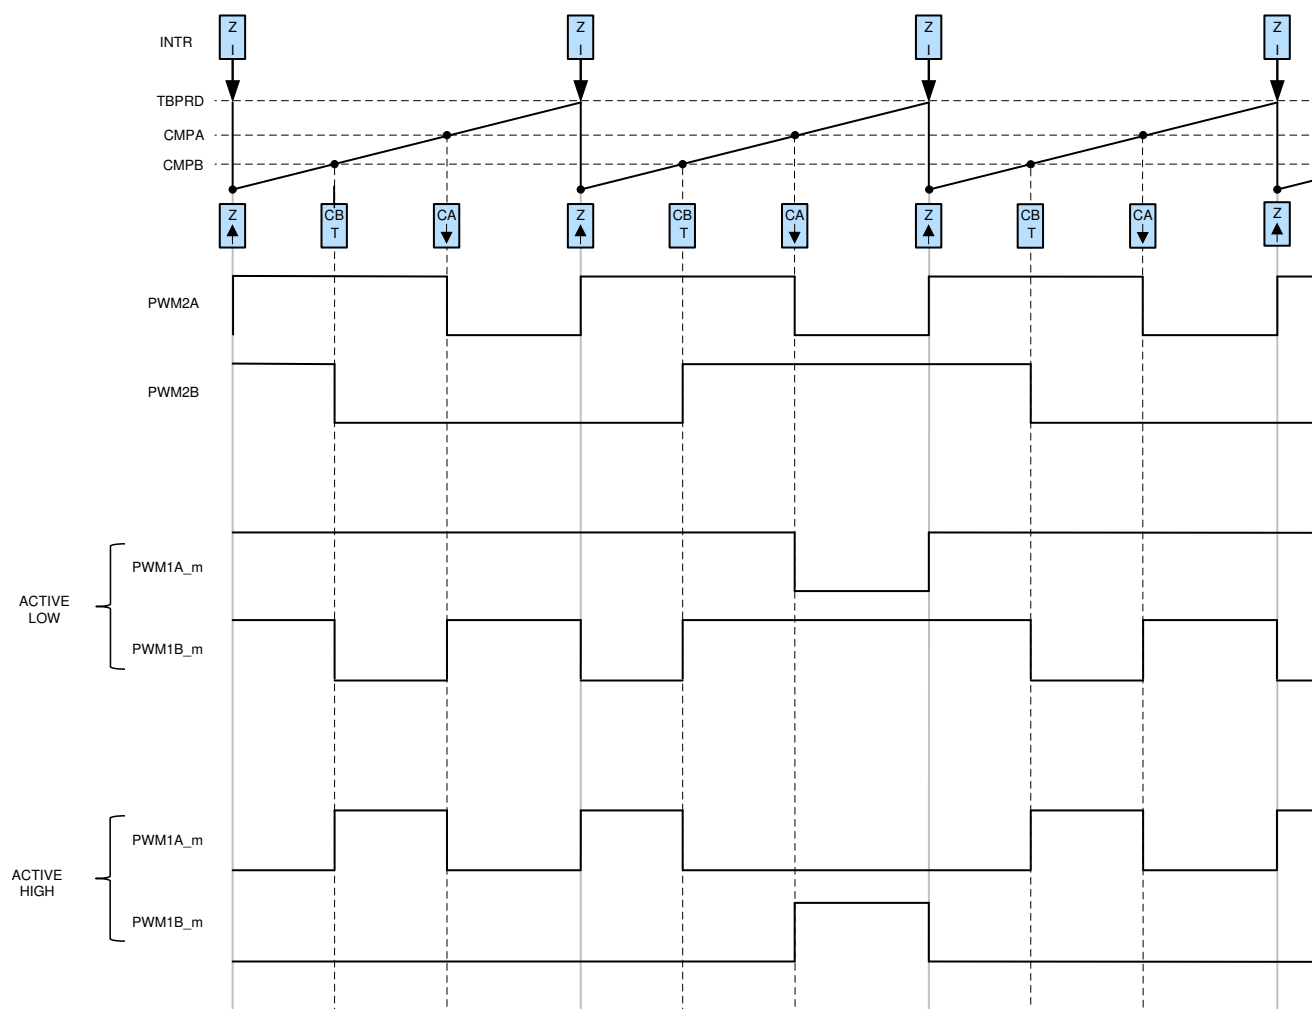 Z Z Z Z
INTR
I I I I
TBPRD
CMPA
CMPB
Z CB CA Z CB CA Z CB CA Z
T T T
PWM2A
PWM2B
PWM1A_m
ACTIVE
LOW
PWM1B_m
PWM1A_m
ACTIVE
HIGH
PWM1B_m